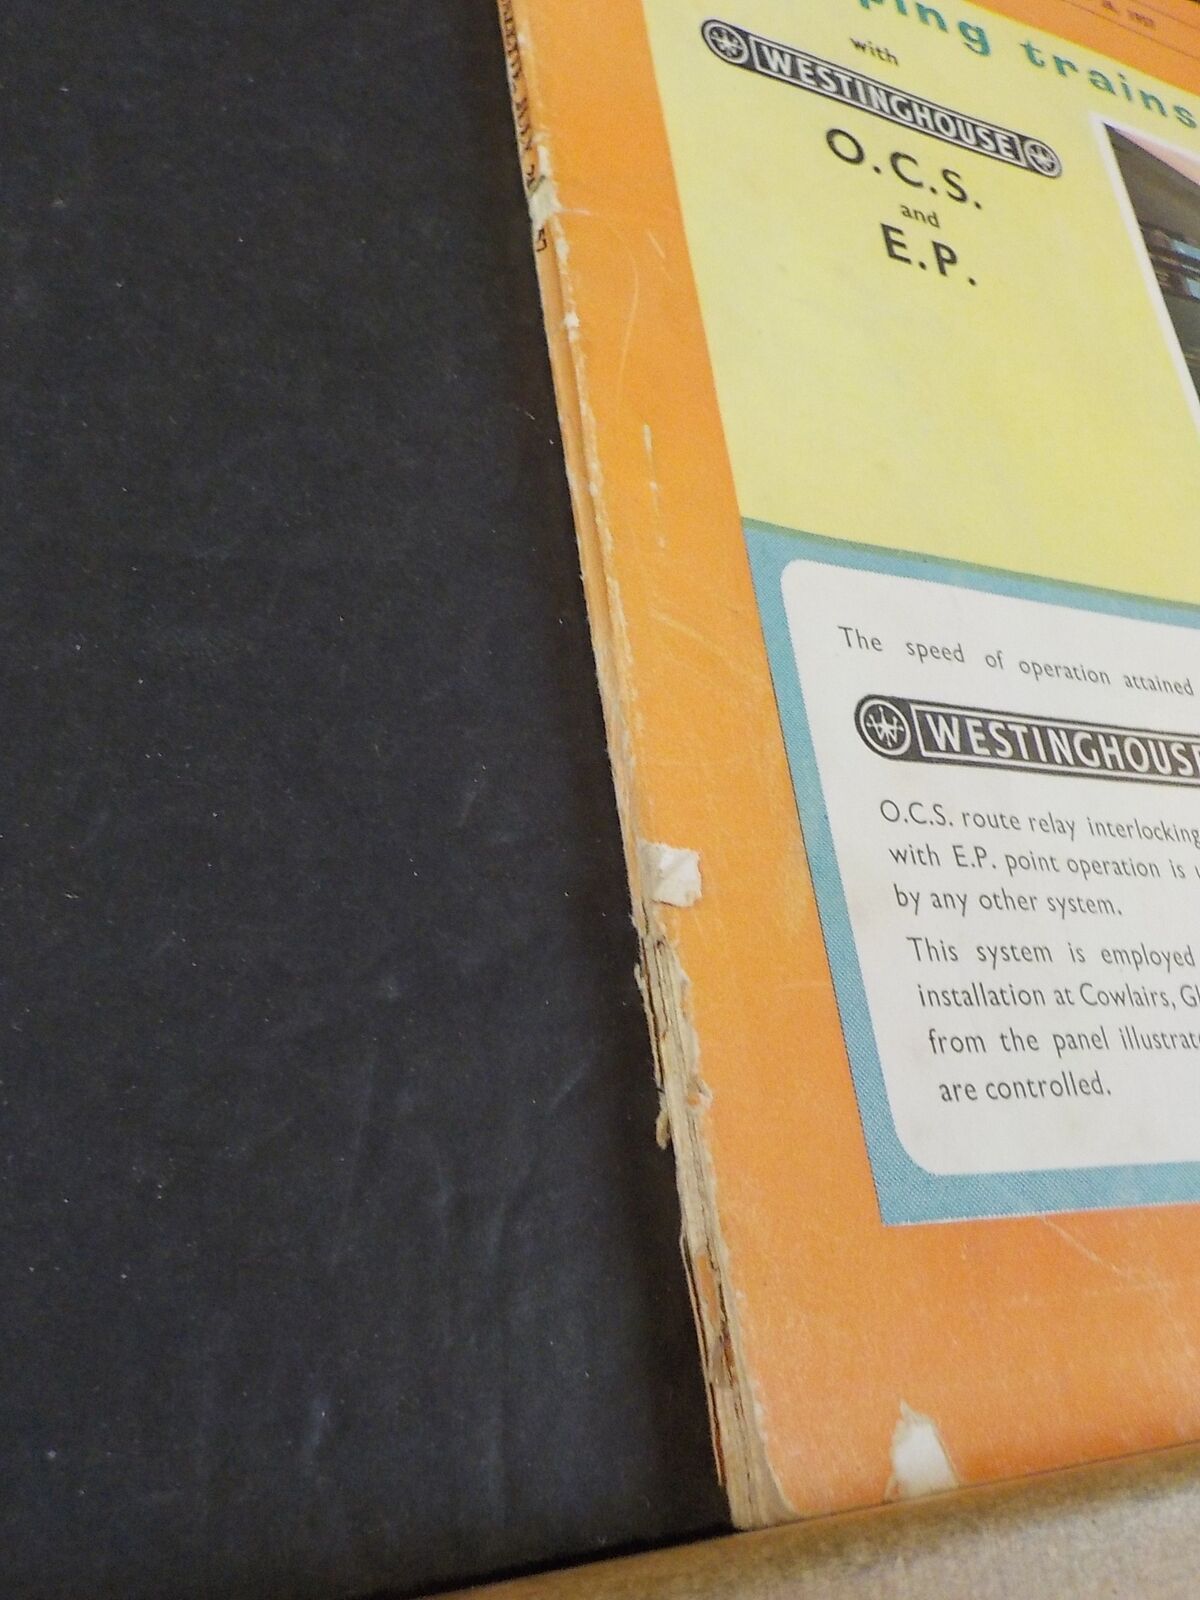 ping trains
with
WESTINGHOUSE
O.C.S.
and
E.P.
The speed of operation attained
WESTINGHOUSE
O.C.S. route relay interlocking
with E.P. point operation is
by any other system.
This system is employed
installation at Cowlairs,
from the panel
are controlled.